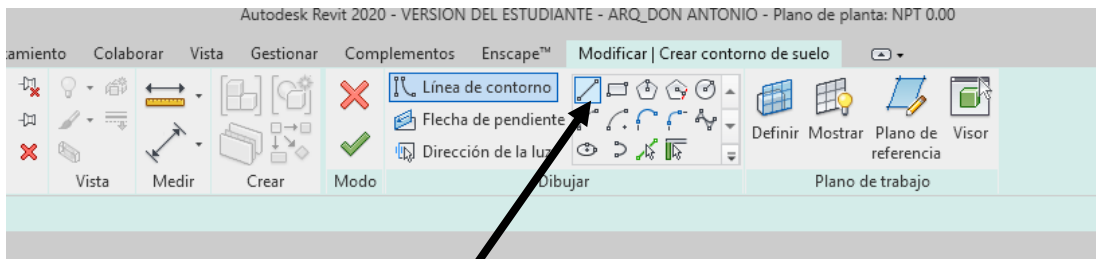 Autodesk Revit 2020 - VERSION DEL ESTUDIANTE - ARQ_DON ANTONIO - Plano de planta: NPT 0.00
Colaborar Vista Gestionar Complementos Enscape™ Modificar | Crear contorno de suelo
Línea de contorno
Flecha de pendiente
Dirección de la
Definir Mostrar Plano de referencia Visor
Vista Medir Crear Modo Dibujar Plano de trabajo